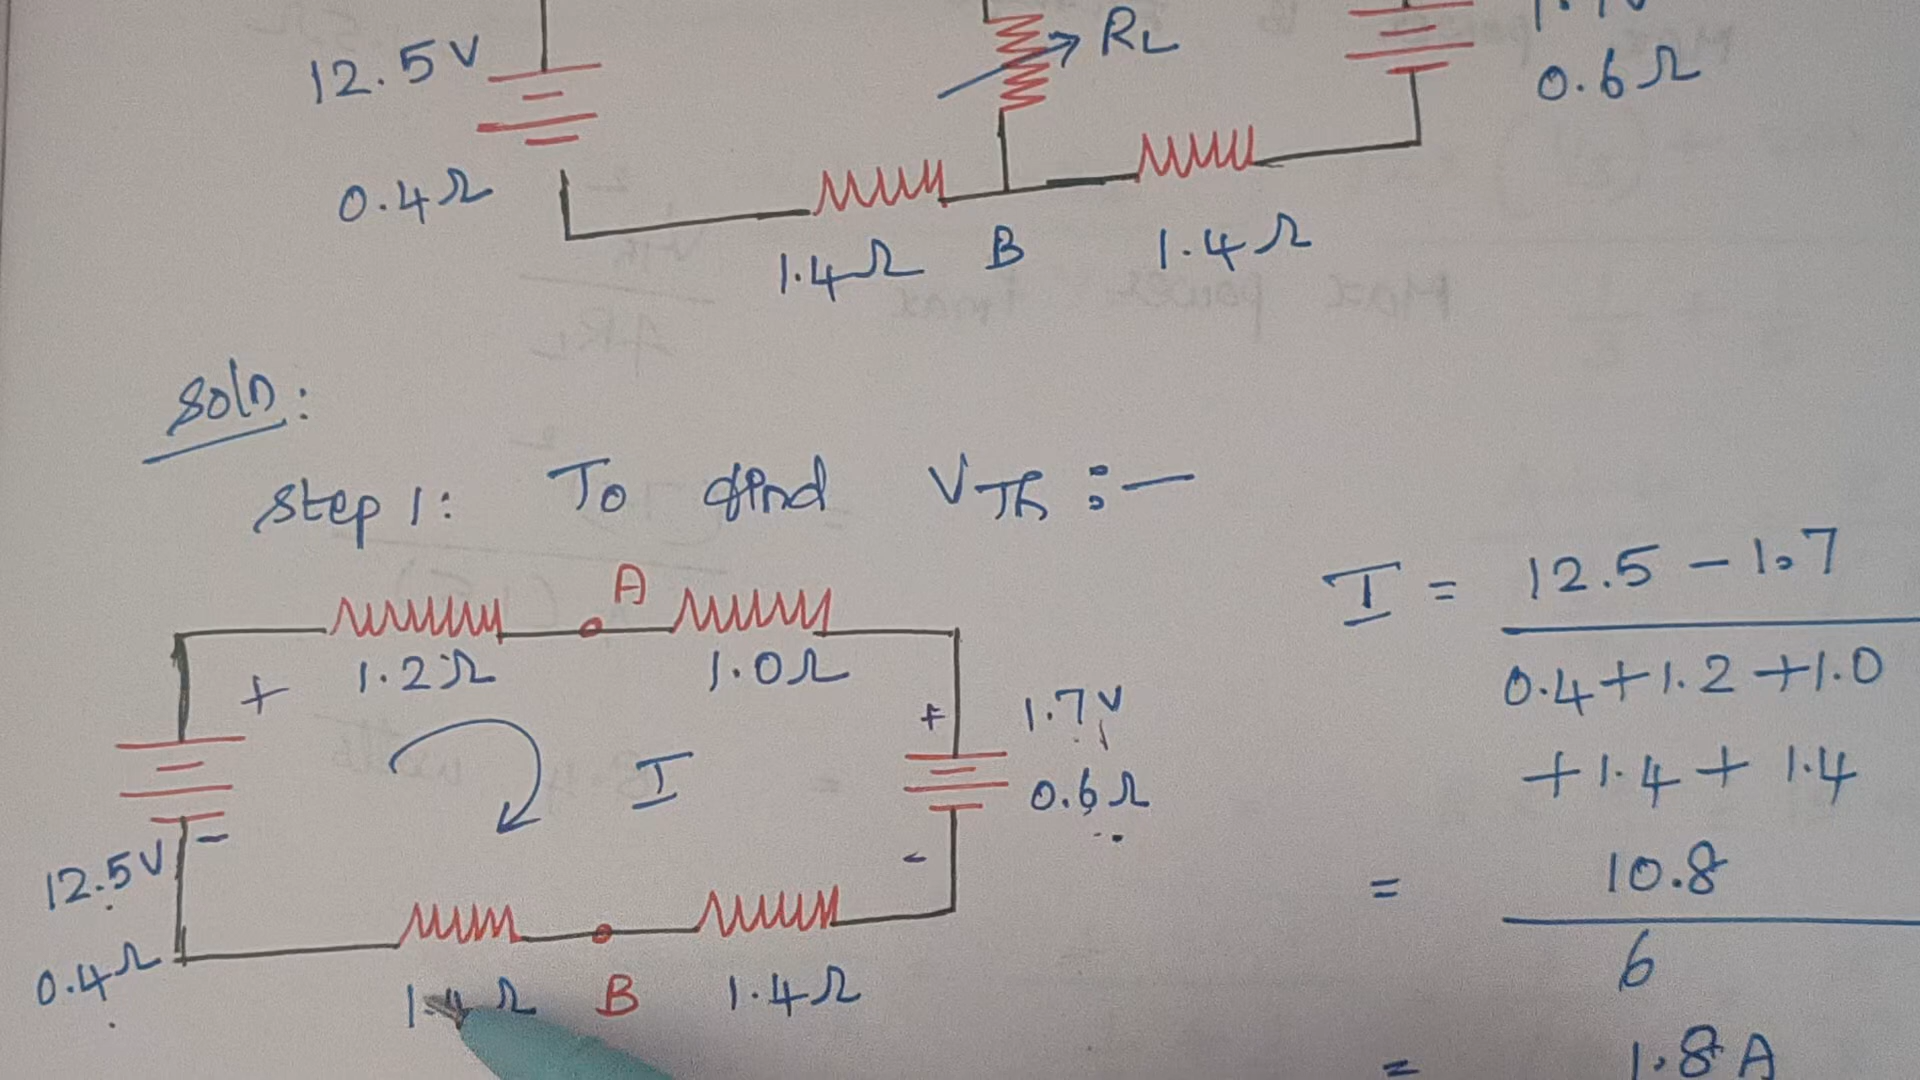 12.5V
RL
0.6Ω
0.4Ω
1.4Ω B 1.4Ω
Soln:
Step 1: To find VTh :-
A
1.2Ω 1.0Ω
+ + 1.7V
I
0.6Ω
- -
12.5V
0.4Ω
1.4Ω B 1.4Ω
I = 12.5 - 1.7
0.4+1.2+1.0
+1.4+1.4
= 10.8
6
= 1.8A